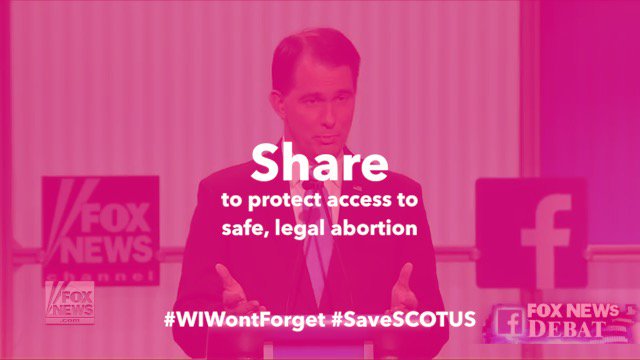 Share
to protect access to
safe, legal abortion
FOX
NEWS
channel
f
FOX
NEWS
.com
#WIWontForget #SaveSCOTUS
f
FOX NEWS
DEBAT